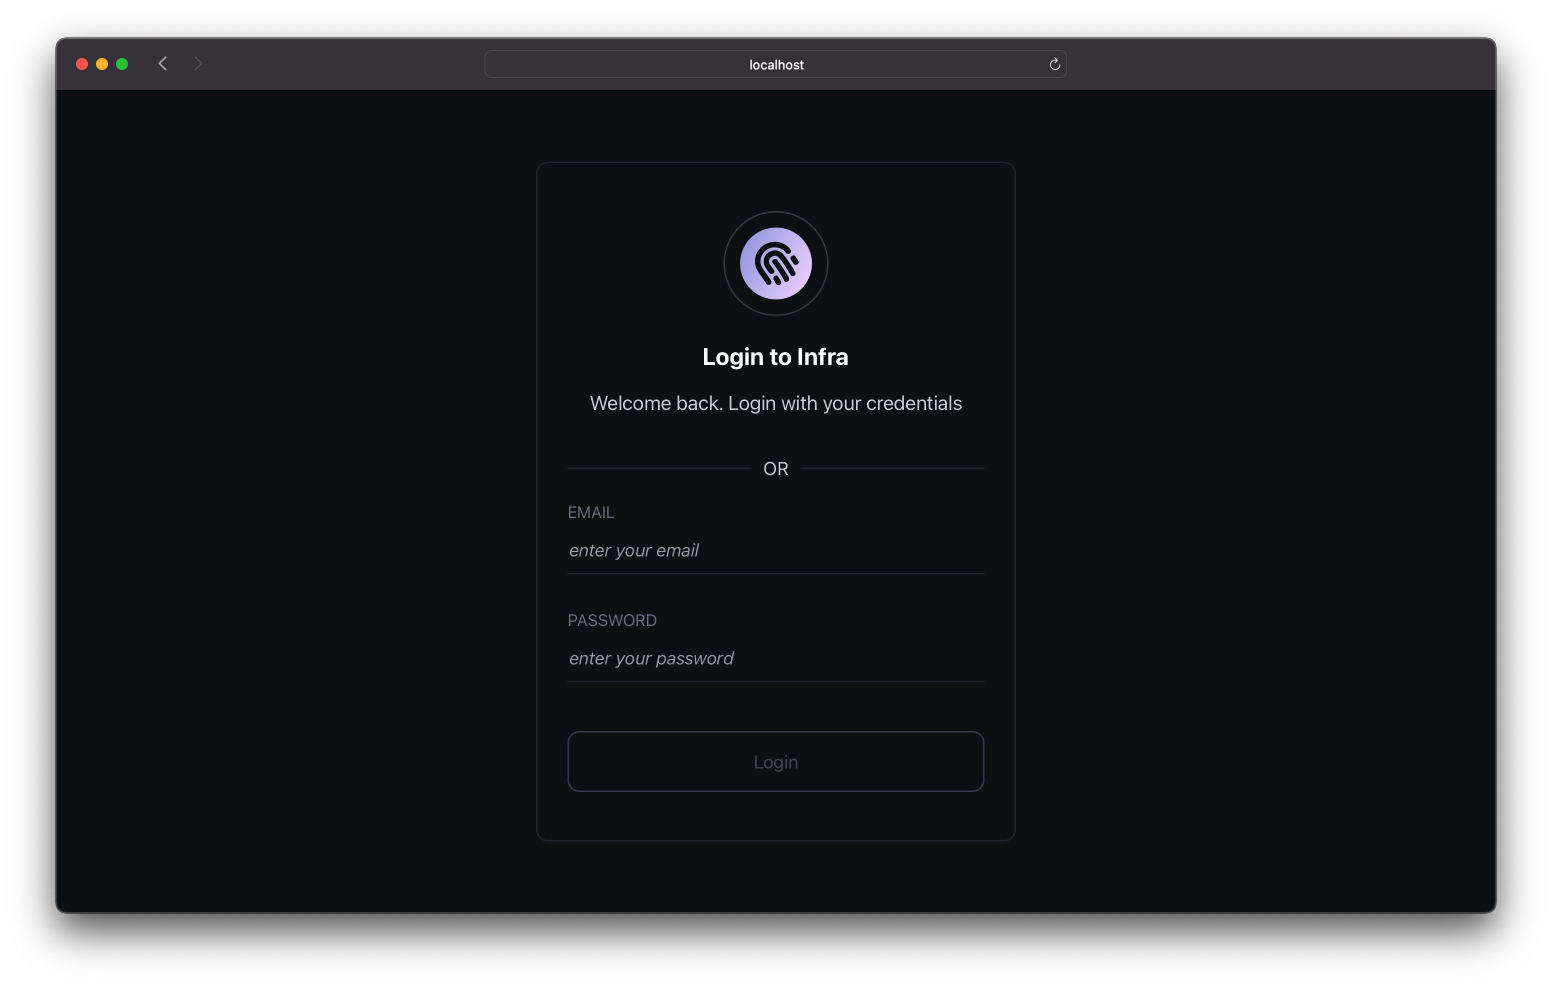 localhost
Login to Infra
Welcome back. Login with your credentials
OR
EMAIL
enter your email
PASSWORD
enter your password
Login